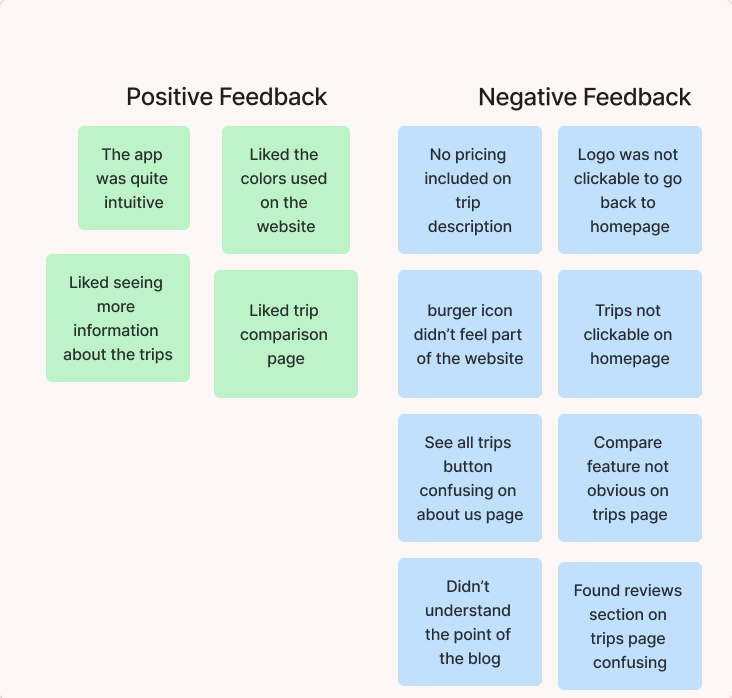 Positive Feedback
The app
was quite
intuitive
Liked the
colors used
on the
website
Liked seeing
more
information
about the trips
Liked trip
comparison
page
Negative Feedback
No pricing
included on
trip
description
Logo was not
clickable to go
back to
homepage
burger icon
didn’t feel part
of the website
Trips not
clickable on
homepage
See all trips
button
confusing on
about us page
Compare
feature not
obvious on
trips page
Didn’t
understand
the point of
the blog
Found reviews
section on
trips page
confusing